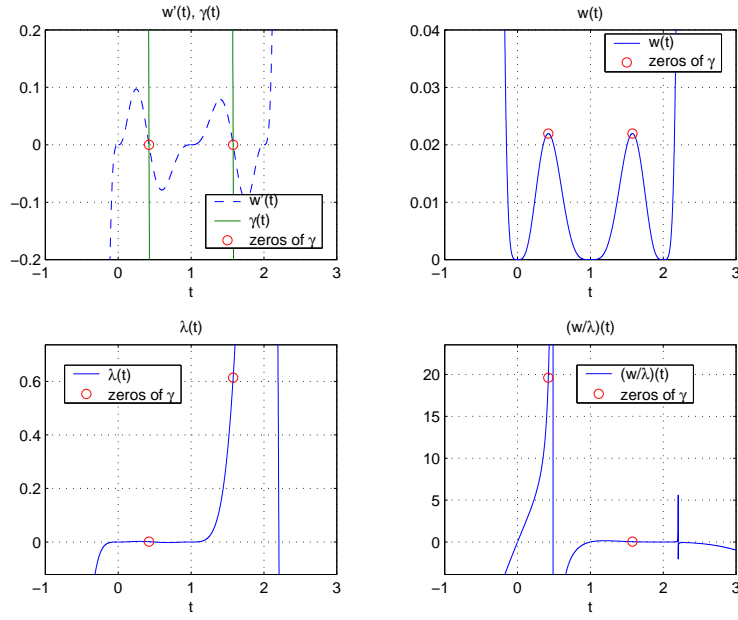 w'(t), γ(t)
0.2
0.1
0
−0.1
−0.2
w'(t)
γ(t)
zeros of γ
−1
0
1
2
3
t
w(t)
0.04
0.03
0.02
0.01
0
w(t)
zeros of γ
−1
0
1
2
3
t
λ(t)
0.6
0.4
0.2
0
λ(t)
zeros of γ
−1
0
1
2
3
t
(w/λ)(t)
20
15
10
5
0
(w/λ)(t)
zeros of γ
−1
0
1
2
3
t